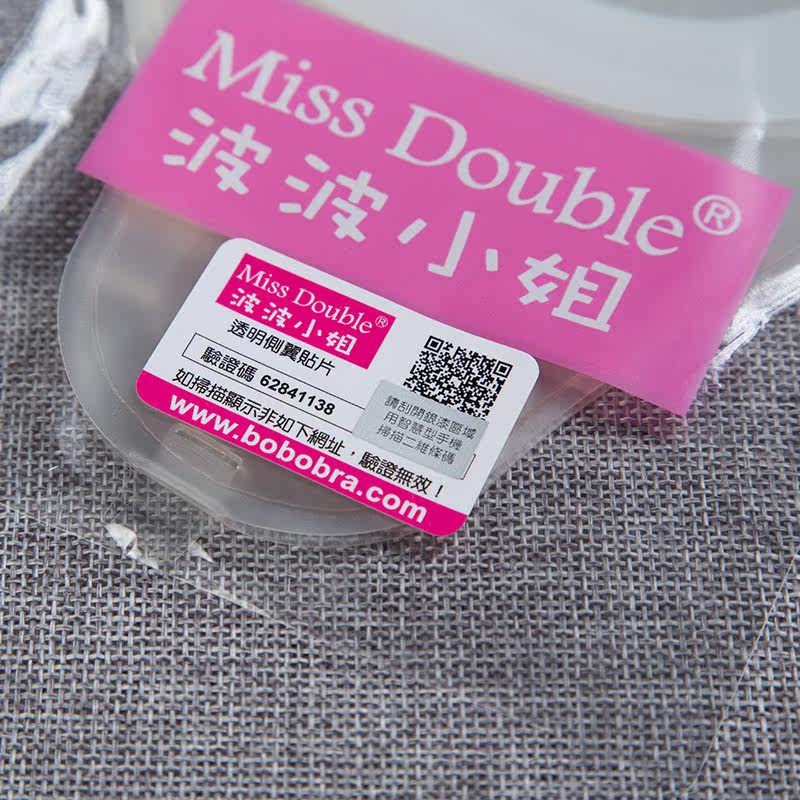 Miss Double®
波波小姐
Miss Double®
波波小姐
透明側翼貼片
驗證碼 62841138
請刮開銀漆區域
用智慧型手機
掃描二維條碼
如掃描顯示非如下網址，驗證無效！
www.bobobra.com